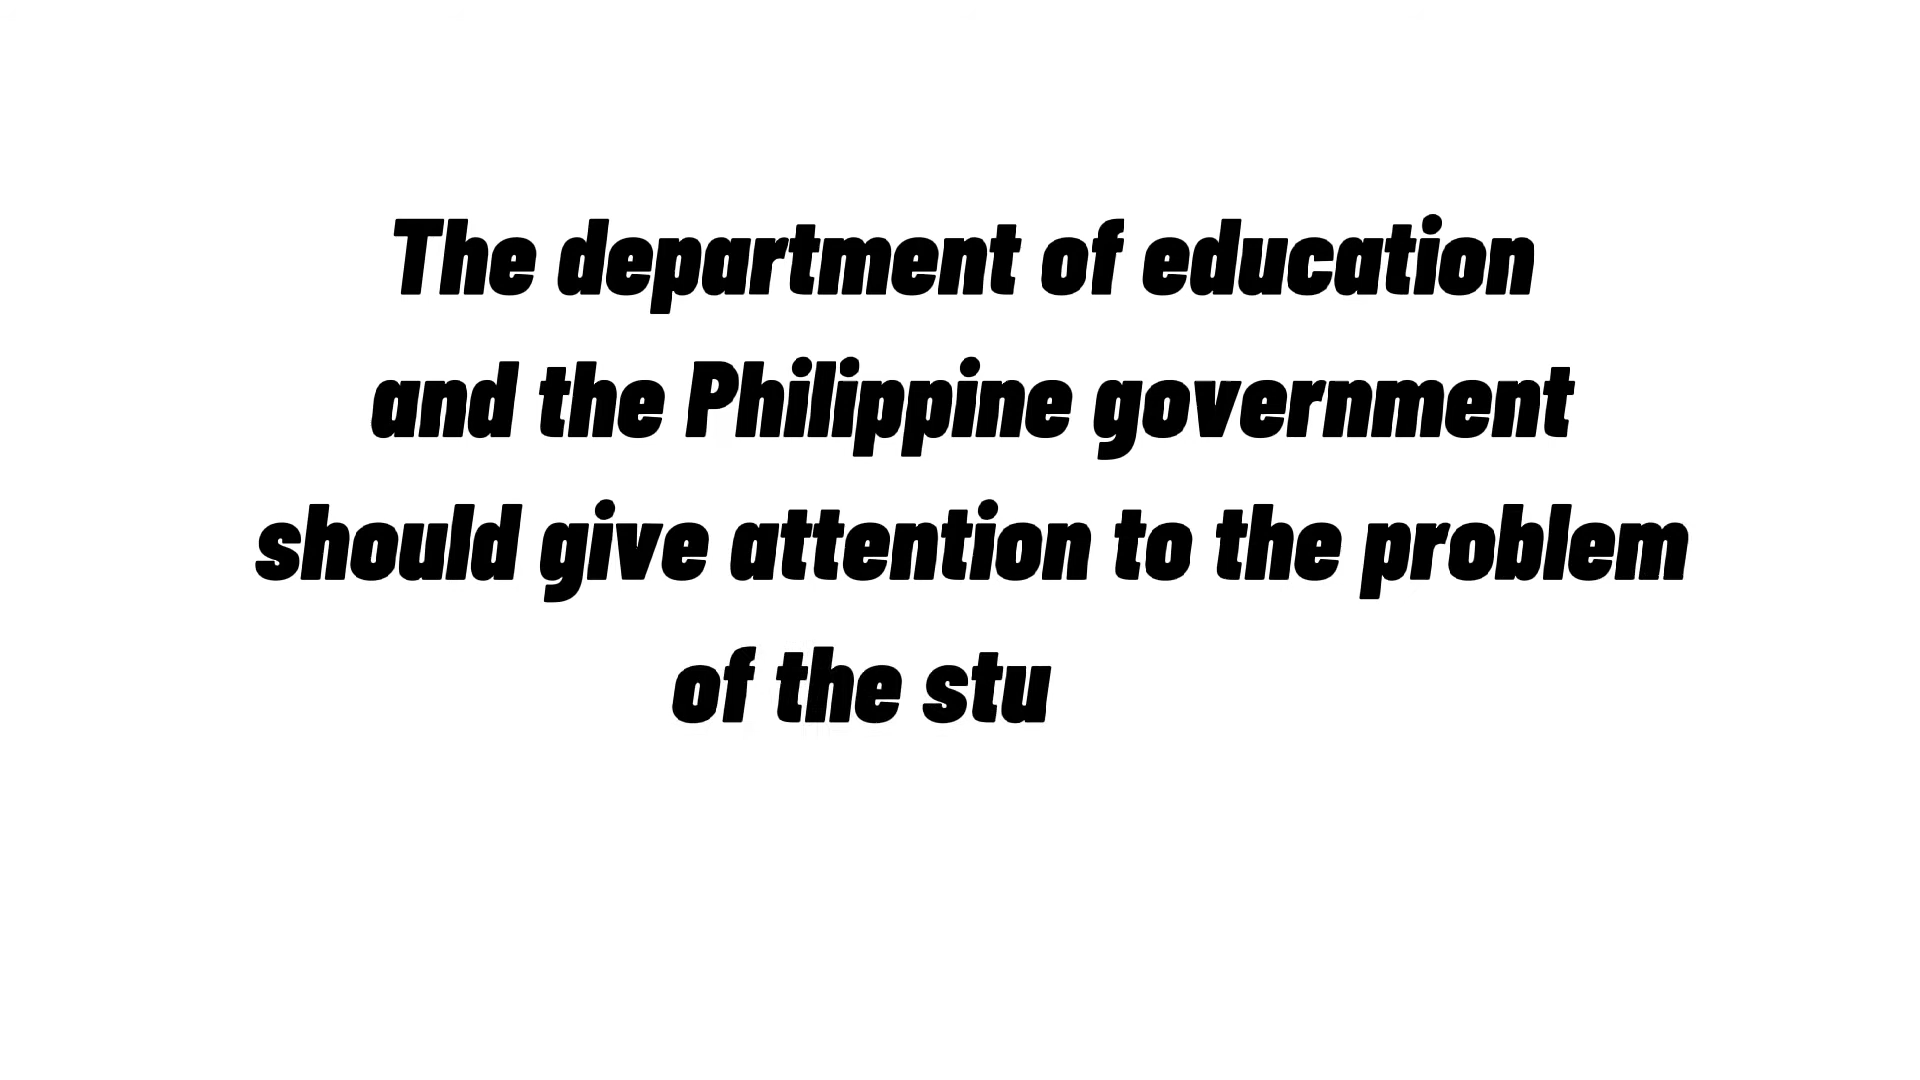 The department of education
and the Philippine government
should give attention to the problem
of the stu